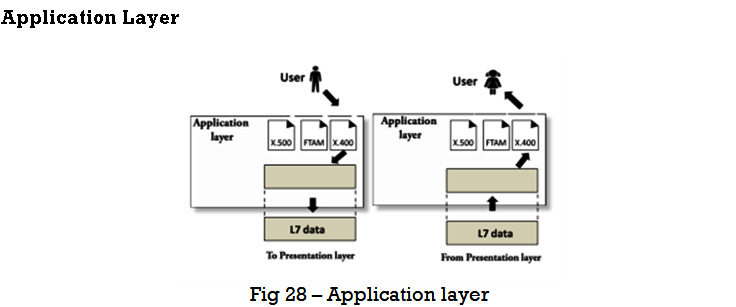 Application Layer
User
User
Application
layer
X.500 FTAM X.400
L7 data
To Presentation layer
Application
layer
X.500 FTAM X.400
L7 data
From Presentation layer
Fig 28 – Application layer